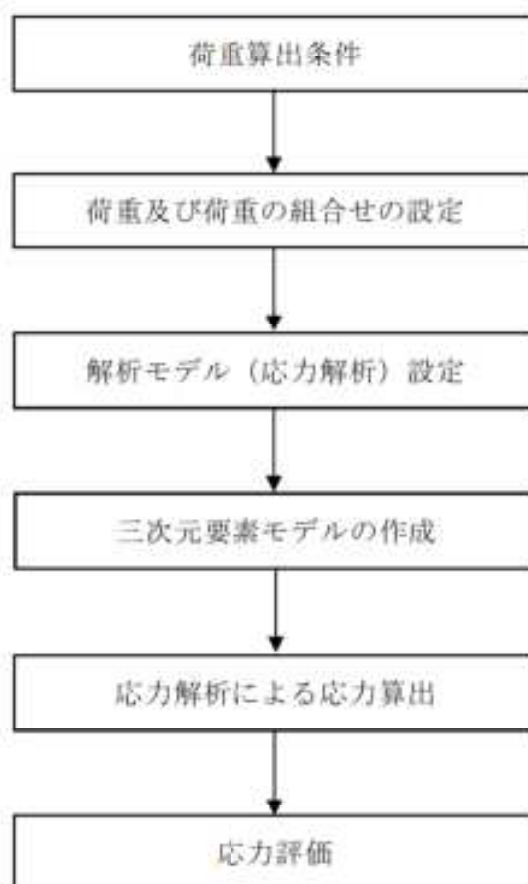 荷重算出条件
荷重及び荷重の組合せの設定
解析モデル（応力解析）設定
三次元要素モデルの作成
応力解析による応力算出
応力評価